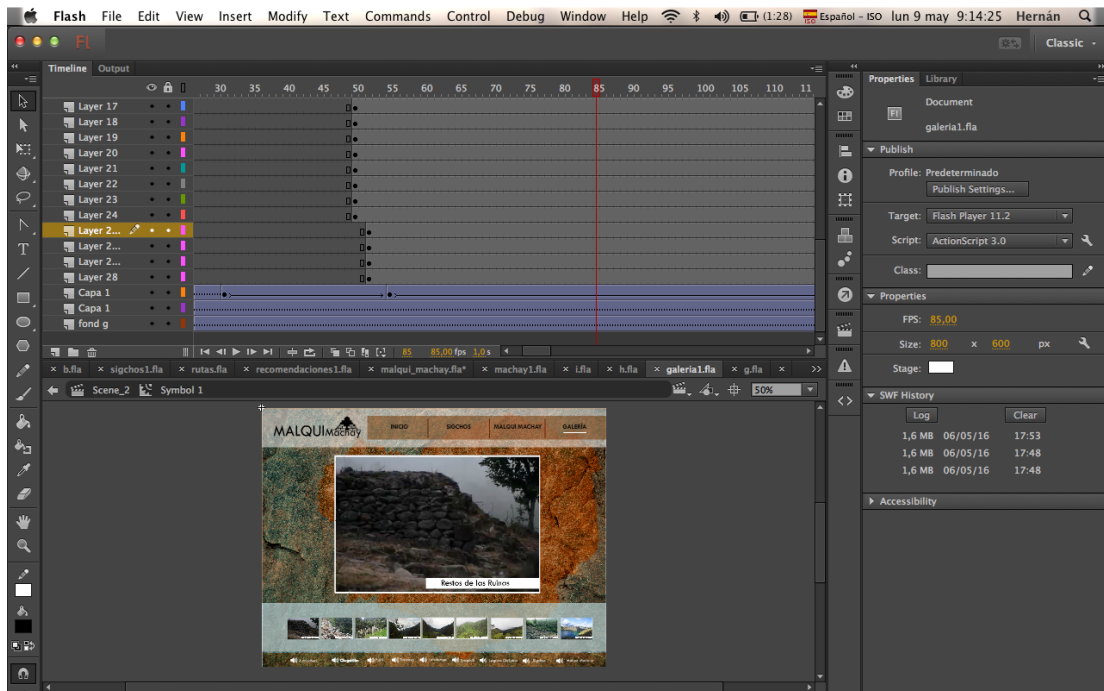 Flash File Edit View Insert Modify Text Commands Control Debug Window Help (1:28) Español - ISO lun 9 may 9:14:25 Hernán
Fl Classic
Timeline Output
30 35 40 45 50 55 60 65 70 75 80 85 90 95 100 105 110 11
Layer 17
Layer 18
Layer 19
Layer 20
Layer 21
Layer 22
Layer 23
Layer 24
Layer 2...
Layer 2...
Layer 2...
Layer 28
Capa 1
Capa 1
fond g
85 85,00 fps 1,0 s
b.fla sigchos1.fla rutas.fla recomendaciones1.fla malqui_machay.fla* machay1.fla i.fla h.fla galeria1.fla g.fla
Scene_2 Symbol 1 50%
MALQUI Machay INICIO SIGCHOS MALQUI MACHAY GALERÍA
Restos de las Ruinas
Properties Library
Document
Fl
galeria1.fla
Publish
Profile: Predeterminado
Publish Settings...
Target: Flash Player 11.2
Script: ActionScript 3.0
Class:
Properties
FPS: 85,00
Size: 800 x 600 px
Stage:
SWF History
Log Clear
1,6 MB 06/05/16 17:53
1,6 MB 06/05/16 17:48
1,6 MB 06/05/16 17:48
Accessibility